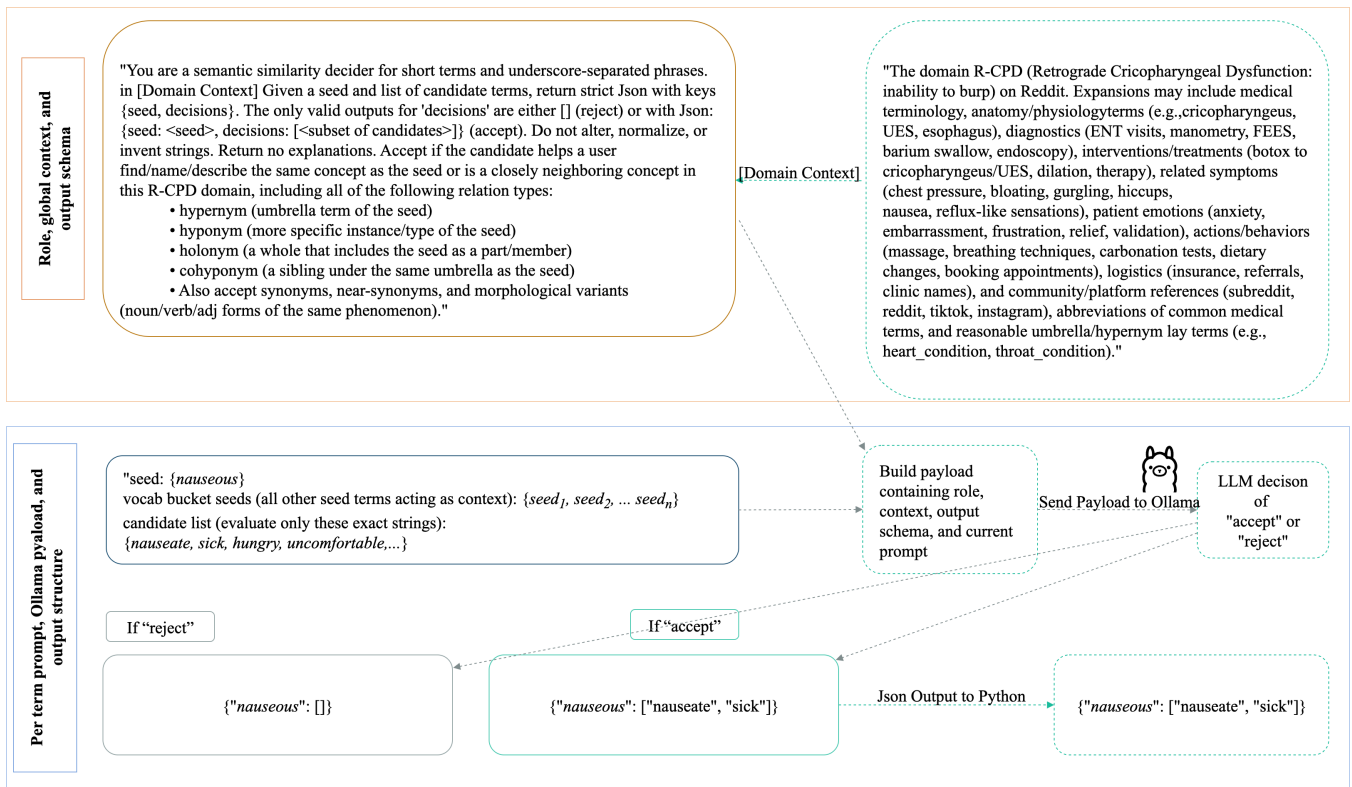 Role, global context, and
output schema
"You are a semantic similarity decider for short terms and underscore-separated phrases.
in [Domain Context] Given a seed and list of candidate terms, return strict Json with keys
{seed, decisions}. The only valid outputs for 'decisions' are either [] (reject) or with Json:
{seed: <seed>, decisions: [<subset of candidates>]} (accept). Do not alter, normalize, or
invent strings. Return no explanations. Accept if the candidate helps a user
find/name/describe the same concept as the seed or is a closely neighboring concept in
this R-CPD domain, including all of the following relation types:
• hypernym (umbrella term of the seed)
• hyponym (more specific instance/type of the seed)
• holonym (a whole that includes the seed as a part/member)
• cohyponym (a sibling under the same umbrella as the seed)
• Also accept synonyms, near-synonyms, and morphological variants
(noun/verb/adj forms of the same phenomenon)."
[Domain Context]
"The domain R-CPD (Retrograde Cricopharyngeal Dysfunction:
inability to burp) on Reddit. Expansions may include medical
terminology, anatomy/physiologyterms (e.g.,cricopharyngeus,
UES, esophagus), diagnostics (ENT visits, manometry, FEES,
barium swallow, endoscopy), interventions/treatments (botox to
cricopharyngeus/UES, dilation, therapy), related symptoms
(chest pressure, bloating, gurgling, hiccups,
nausea, reflux-like sensations), patient emotions (anxiety,
embarrassment, frustration, relief, validation), actions/behaviors
(massage, breathing techniques, carbonation tests, dietary
changes, booking appointments), logistics (insurance, referrals,
clinic names), and community/platform references (subreddit,
reddit, tiktok, instagram), abbreviations of common medical
terms, and reasonable umbrella/hypernym lay terms (e.g.,
heart_condition, throat_condition)."
Per term prompt, Ollama pyaload, and
output structure
"seed: {nauseous}
vocab bucket seeds (all other seed terms acting as context): {seed1, seed2, ... seedn}
candidate list (evaluate only these exact strings):
{nauseate, sick, hungry, uncomfortable,...}
Build payload
containing role,
context, output
schema, and current
prompt
Send Payload to Ollama
LLM decison
of
"accept" or
"reject"
If “reject”
If “accept”
{"nauseous": []}
{"nauseous": ["nauseate", "sick"]}
Json Output to Python
{"nauseous": ["nauseate", "sick"]}